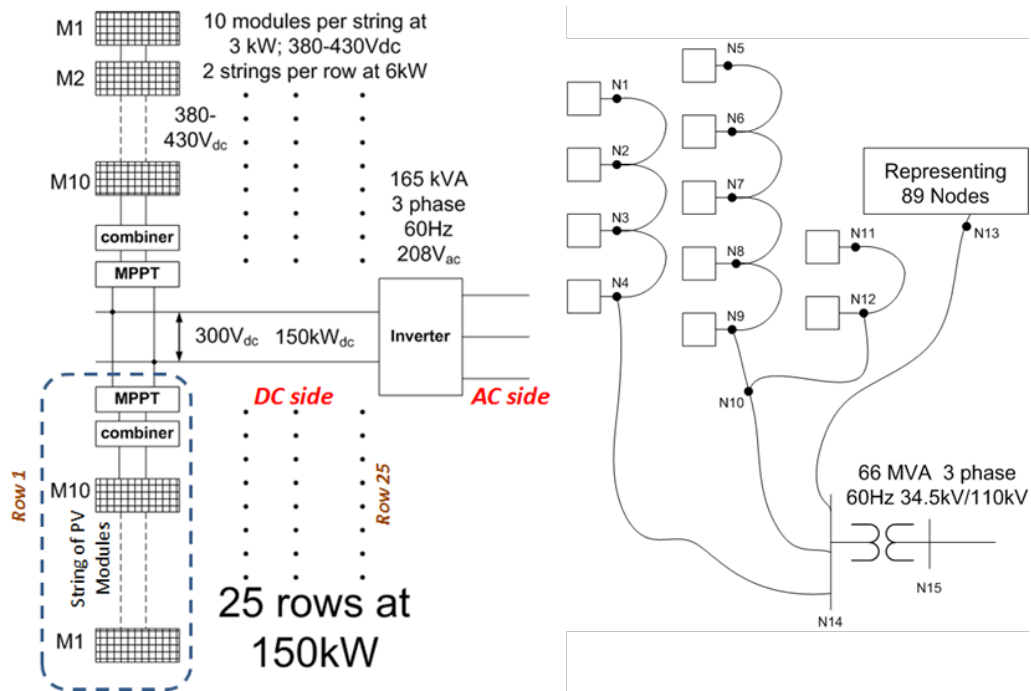 M1
10 modules per string at
3 kW; 380-430Vdc
2 strings per row at 6kW
M2
380-
430Vdc
M10
combiner
MPPT
165 kVA
3 phase
60Hz
208Vac
300Vdc
150kWdc
Inverter
MPPT
combiner
DC side
AC side
Row 1
M10
String of PV
Modules
Row 25
M1
25 rows at
150kW
N1
N2
N3
N4
N5
N6
N7
N8
N9
N10
N11
N12
Representing
89 Nodes
N13
66 MVA 3 phase
60Hz 34.5kV/110kV
N15
N14